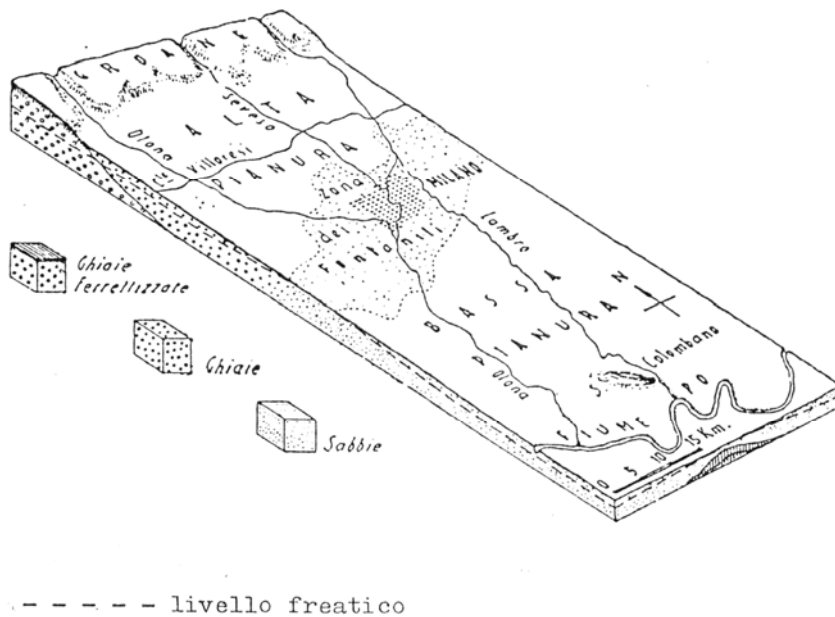 GROANE
ALTA
PIANURA
Olona
Seveso
C.le Villoresi
Zona
dei
Fontanili
MILANO
Lambro
BASSA
PIANURA
N
Olona
S. Colombano
FIUME PO
0 5 10 15 Km.
Ghiaie
Ferrettizzate
Ghiaie
Sabbie
livello freatico